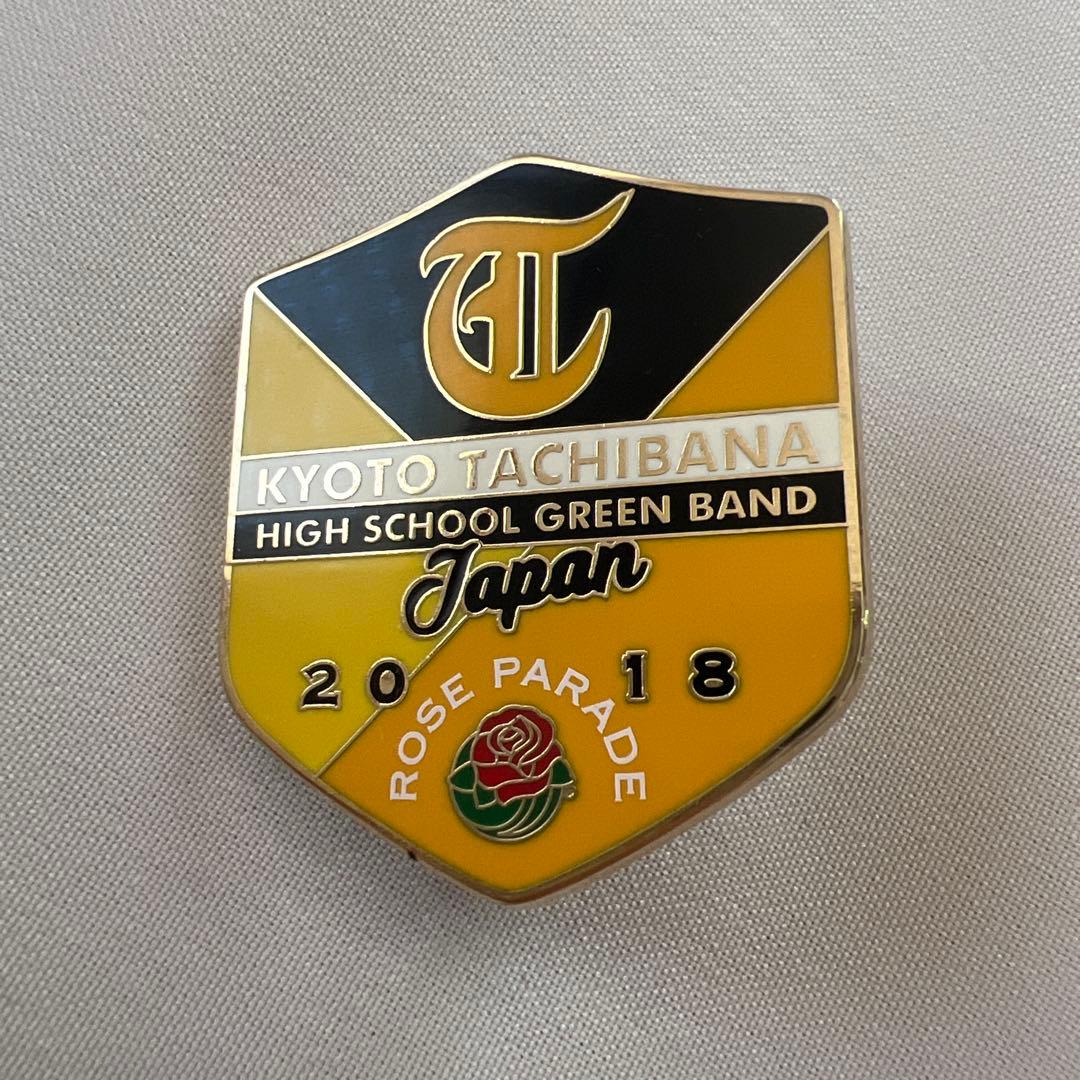 T
KYOTO TACHIBANA
HIGH SCHOOL GREEN BAND
Japan
2018
ROSE PARADE